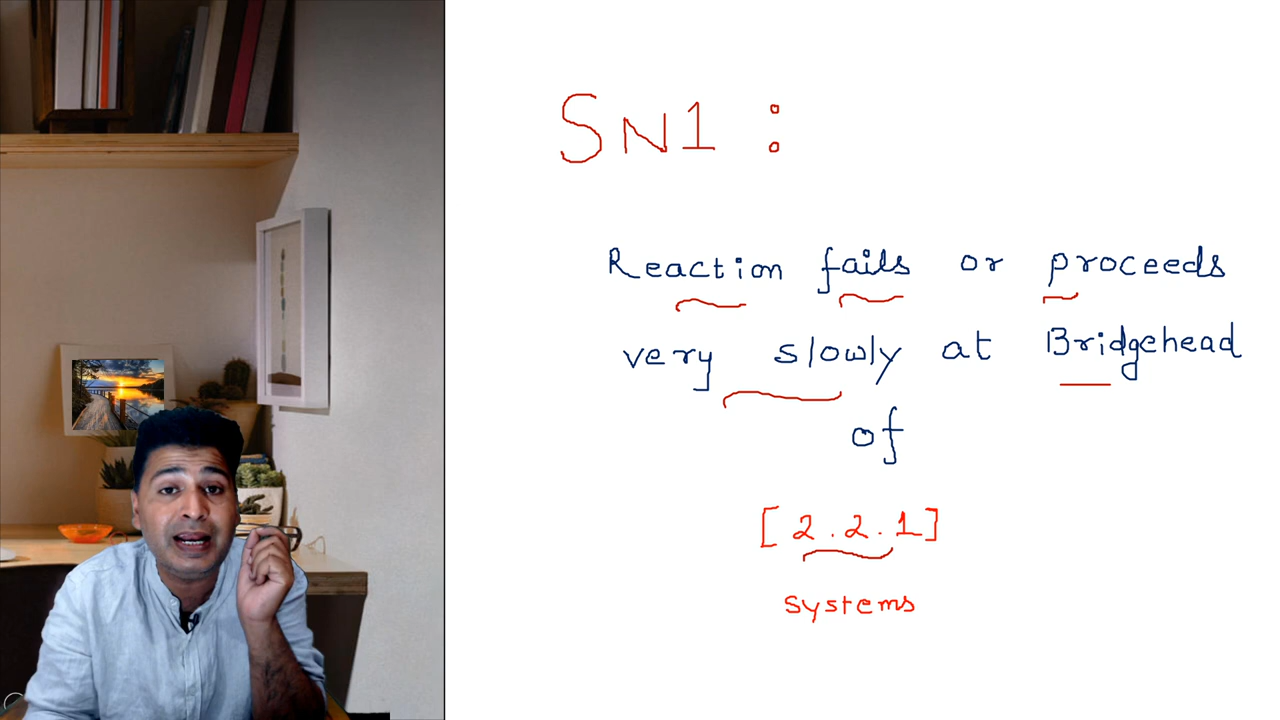 SN1 :
Reaction fails or proceeds
very slowly at Bridgehead
of
[2.2.1]
systems